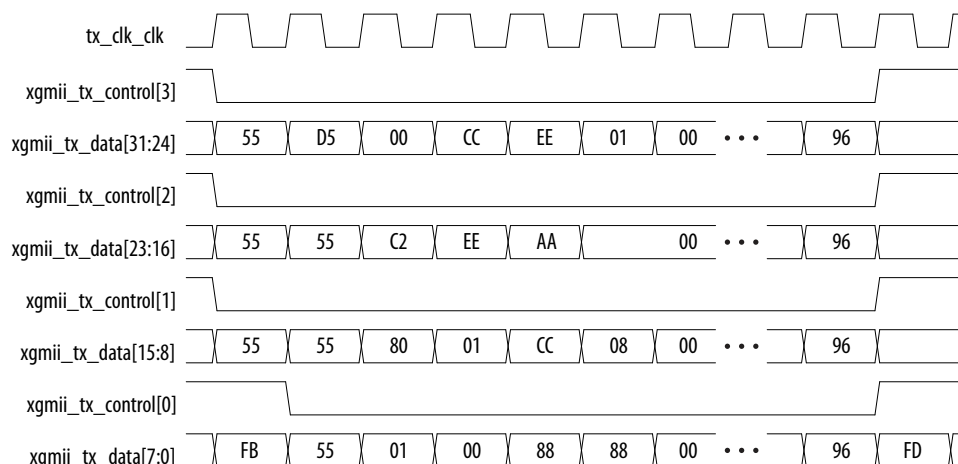 tx_clk_clk
xgmii_tx_control[3]
xgmii_tx_data[31:24] 55 D5 00 CC EE 01 00 • • • 96
xgmii_tx_control[2]
xgmii_tx_data[23:16] 55 55 C2 EE AA 00 • • • 96
xgmii_tx_control[1]
xgmii_tx_data[15:8] 55 55 80 01 CC 08 00 • • • 96
xgmii_tx_control[0]
xgmii_tx_data[7:0] FB 55 01 00 88 88 00 • • • 96 FD